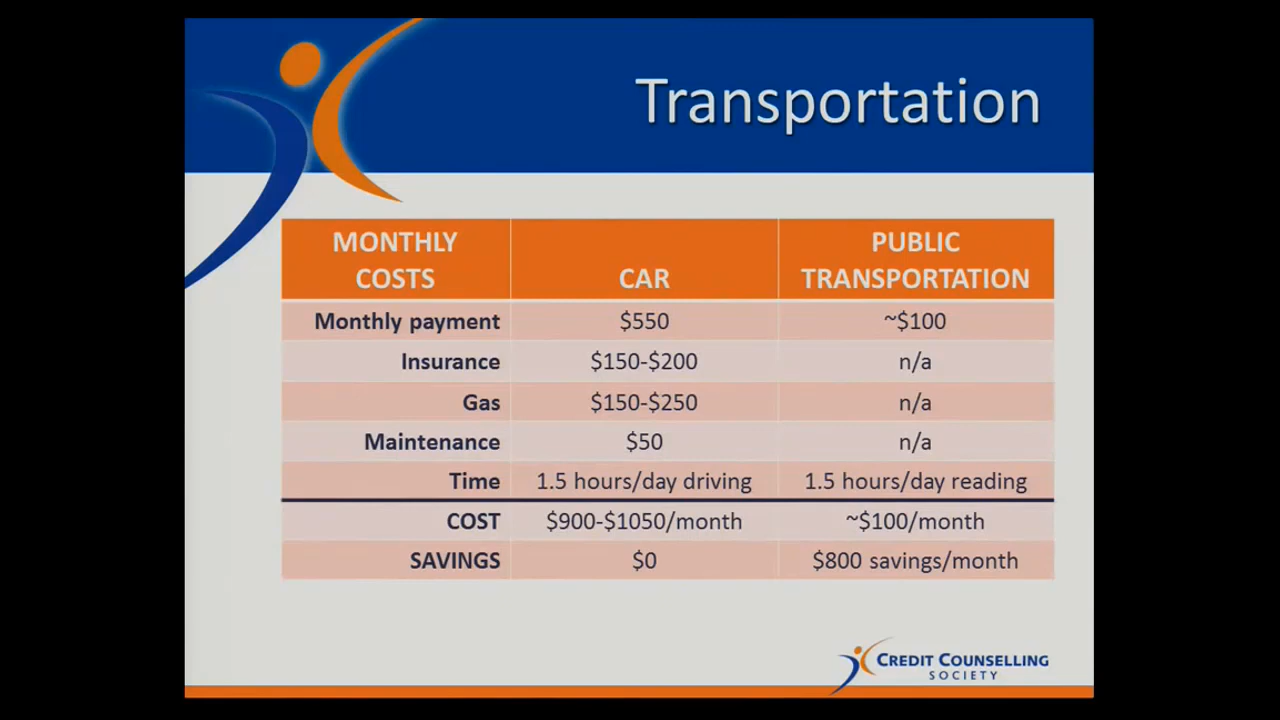 Transportation
MONTHLY
COSTS
CAR
PUBLIC
TRANSPORTATION
Monthly payment $550 ~$100
Insurance $150-$200 n/a
Gas $150-$250 n/a
Maintenance $50 n/a
Time 1.5 hours/day driving 1.5 hours/day reading
COST $900-$1050/month ~$100/month
SAVINGS $0 $800 savings/month
CREDIT COUNSELLING
SOCIETY